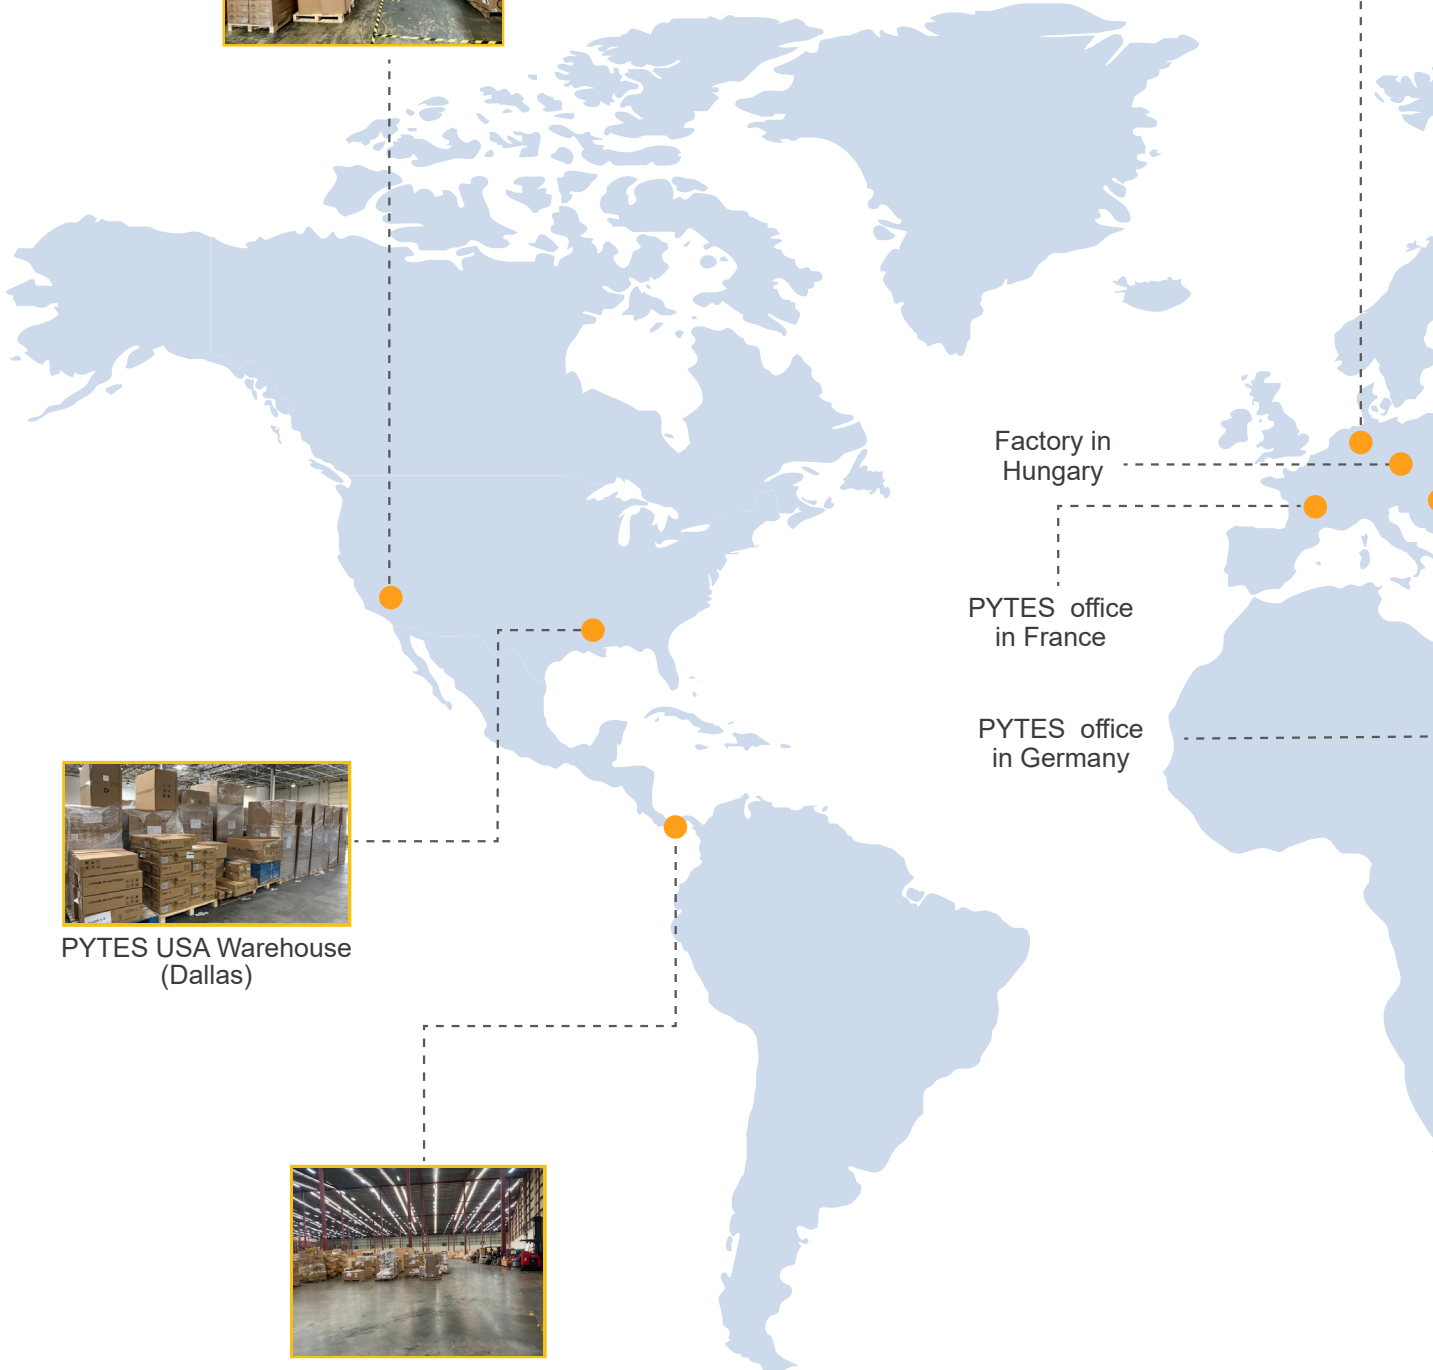 Factory in
Hungary
PYTES office
in France
PYTES office
in Germany
PYTES USA Warehouse
(Dallas)